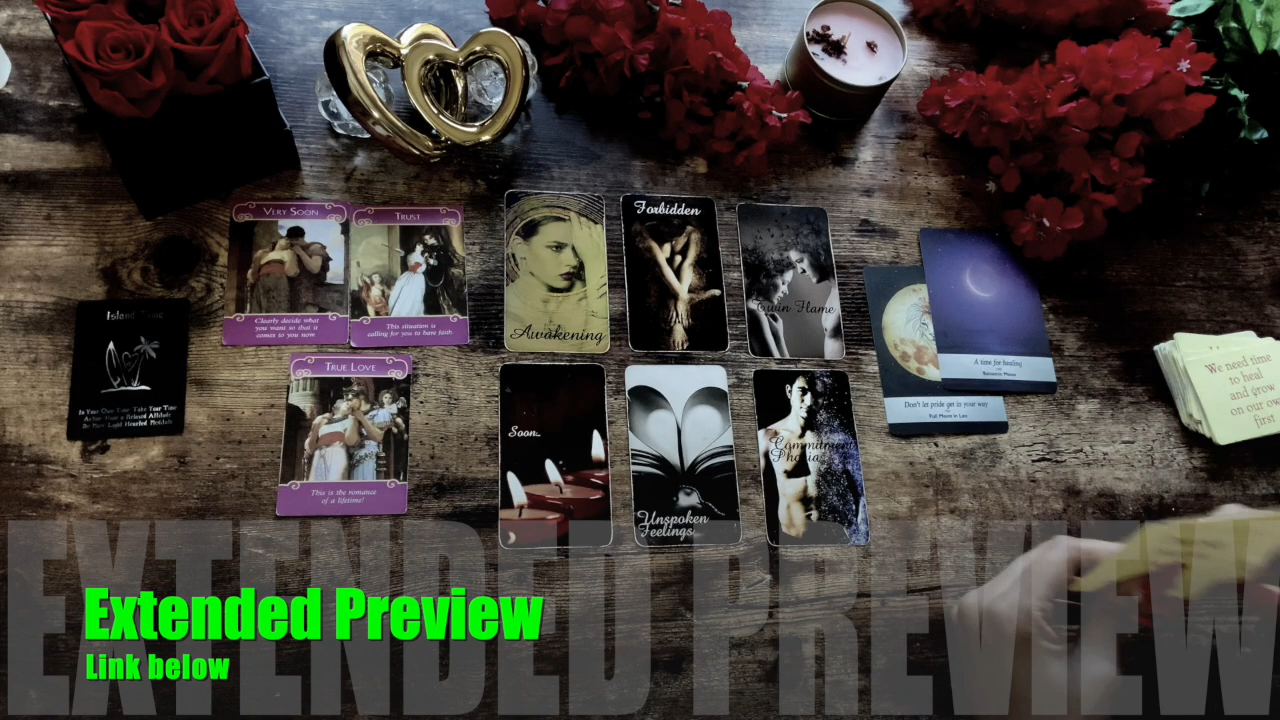 Island Time
In Your Own Time Take Your Time
VERY SOON
Clearly decide what
you want so that it
comes to you now
TRUST
This situation is
calling for you to have faith.
TRUE LOVE
This is the romance
of a lifetime!
Awakening
Forbidden
Twin Flame
Soon..
Unspoken
Feelings
Commitment
Phobias
A time for healing
Balsamic Moon
Don't let pride get in your way
Full Moon in Leo
We need time
to heal
and grow
on our own
first
EXTENDED PREVIEW
Extended Preview
Link below